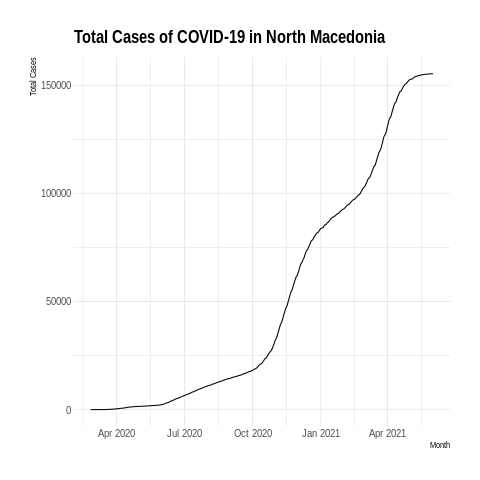 Total Cases of COVID-19 in North Macedonia
Total Cases
150000
100000
50000
0
Apr 2020 Jul 2020 Oct 2020 Jan 2021 Apr 2021
Month